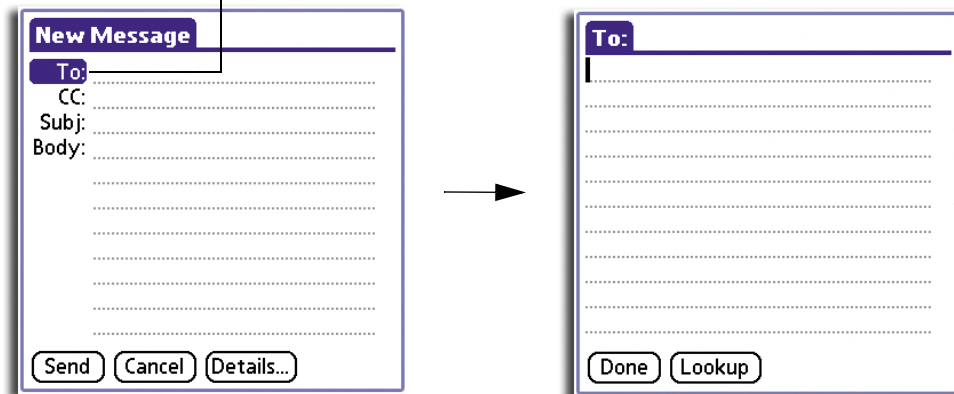 New Message
To:
CC:
Subj:
Body:
Send Cancel Details...
To:
Done Lookup